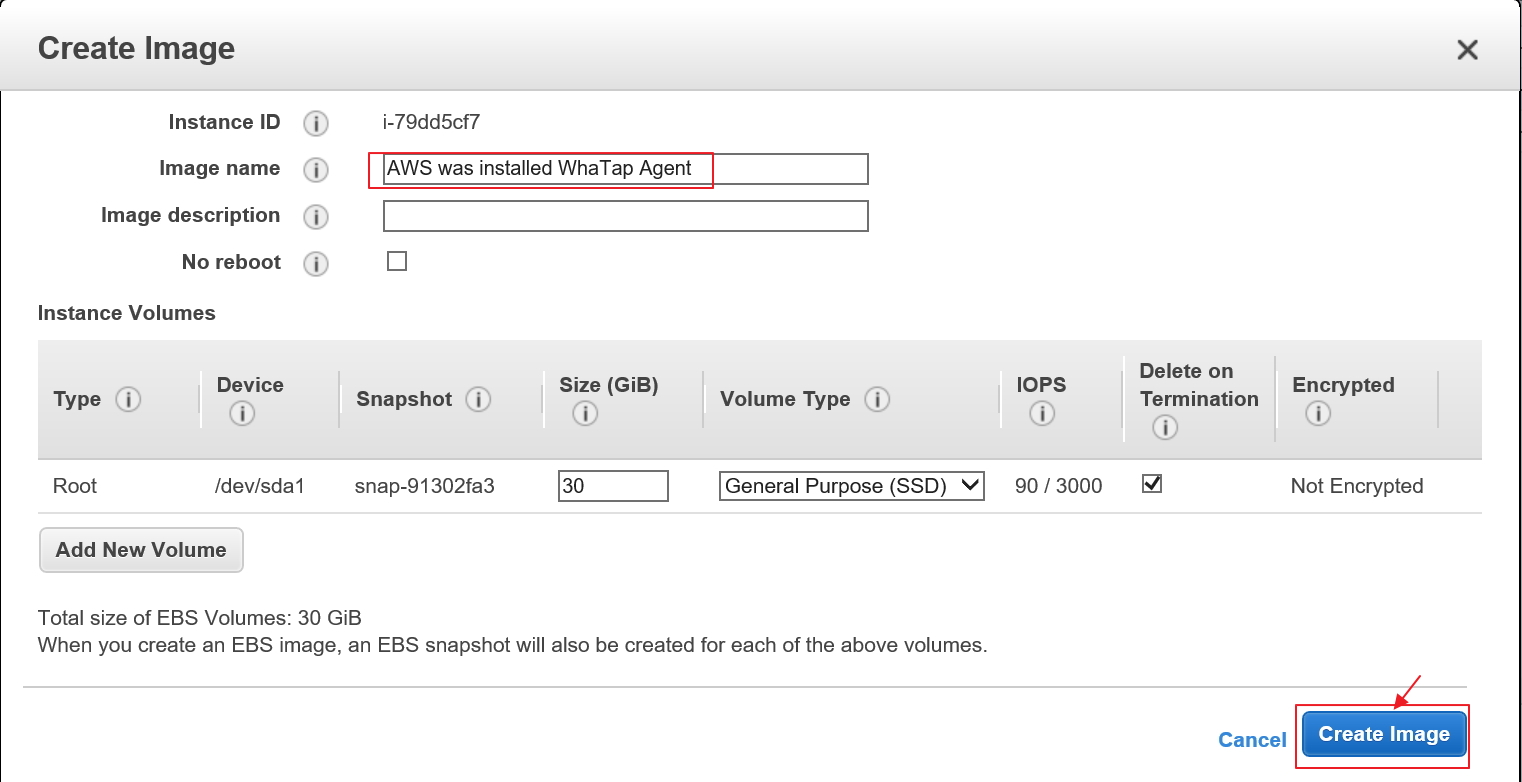 Create Image
Instance ID i-79dd5cf7
Image name AWS was installed WhaTap Agent
Image description
No reboot
Instance Volumes
Type Device Snapshot Size (GiB) Volume Type IOPS Delete on Termination Encrypted
Root /dev/sda1 snap-91302fa3 30 General Purpose (SSD) 90 / 3000 Not Encrypted
Add New Volume
Total size of EBS Volumes: 30 GiB
When you create an EBS image, an EBS snapshot will also be created for each of the above volumes.
Cancel Create Image